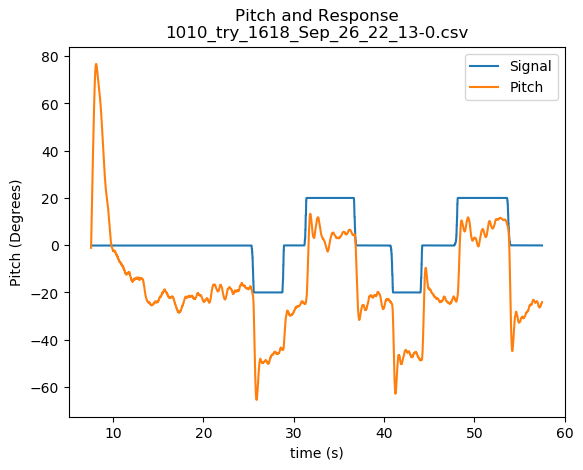 Pitch and Response
1010_try_1618_Sep_26_22_13-0.csv
Signal
Pitch
Pitch (Degrees)
80
60
40
20
0
−20
−40
−60
10
20
30
40
50
60
time (s)